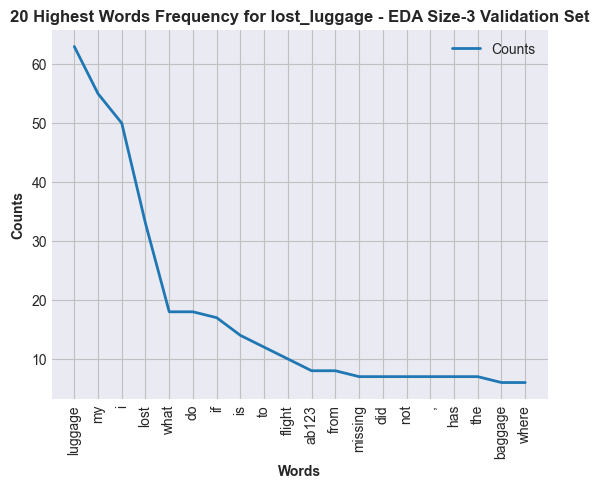 20 Highest Words Frequency for lost_luggage - EDA Size-3 Validation Set
Counts
60
50
40
30
20
10
Counts
luggage
my
i
lost
what
do
if
is
to
flight
ab123
from
missing
did
not
,
has
the
baggage
where
Words